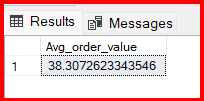 Results Messages
Avg_order_value
1 38.3072623343546